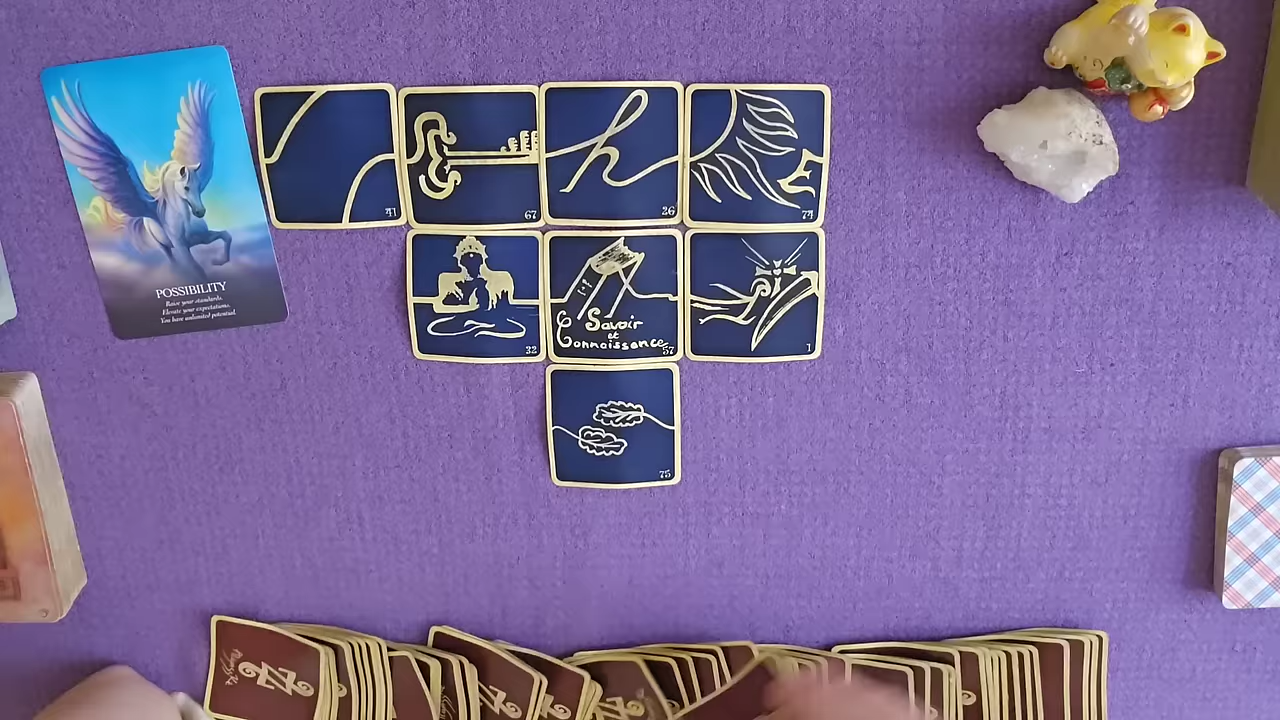 POSSIBILITY
Raise your standards.
Elevate your expectations.
You have unlimited potential.
41
67
h
26
74
32
Savoir
et
Connaissance
57
1
75